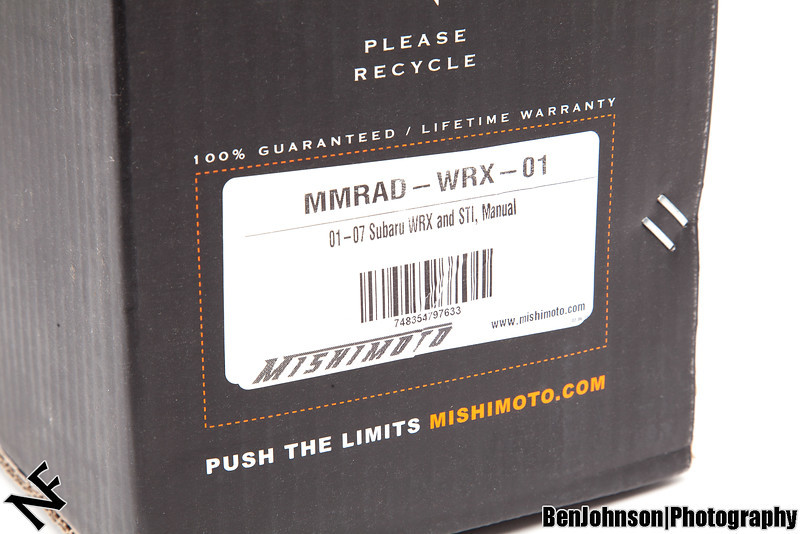 PLEASE
RECYCLE
100% GUARANTEED / LIFETIME WARRANTY
MMRAD-WRX-01
01-07 Subaru WRX and STI, Manual
748354797633
www.mishimoto.com
MISHIMOTO
PUSH THE LIMITS MISHIMOTO.COM
NF
BenJohnson|Photography